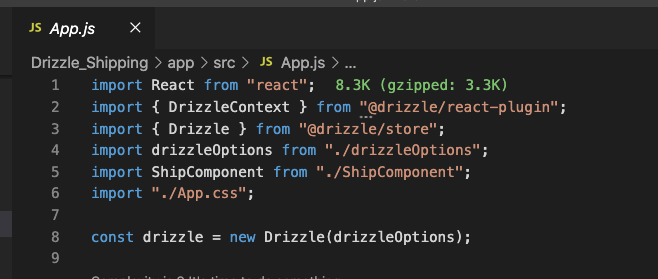 JS App.js ×
Drizzle_Shipping > app > src > JS App.js > ...
1 import React from "react"; 8.3K (gzipped: 3.3K)
2 import { DrizzleContext } from "@drizzle/react-plugin";
3 import { Drizzle } from "@drizzle/store";
4 import drizzleOptions from "./drizzleOptions";
5 import ShipComponent from "./ShipComponent";
6 import "./App.css";
7
8 const drizzle = new Drizzle(drizzleOptions);
9